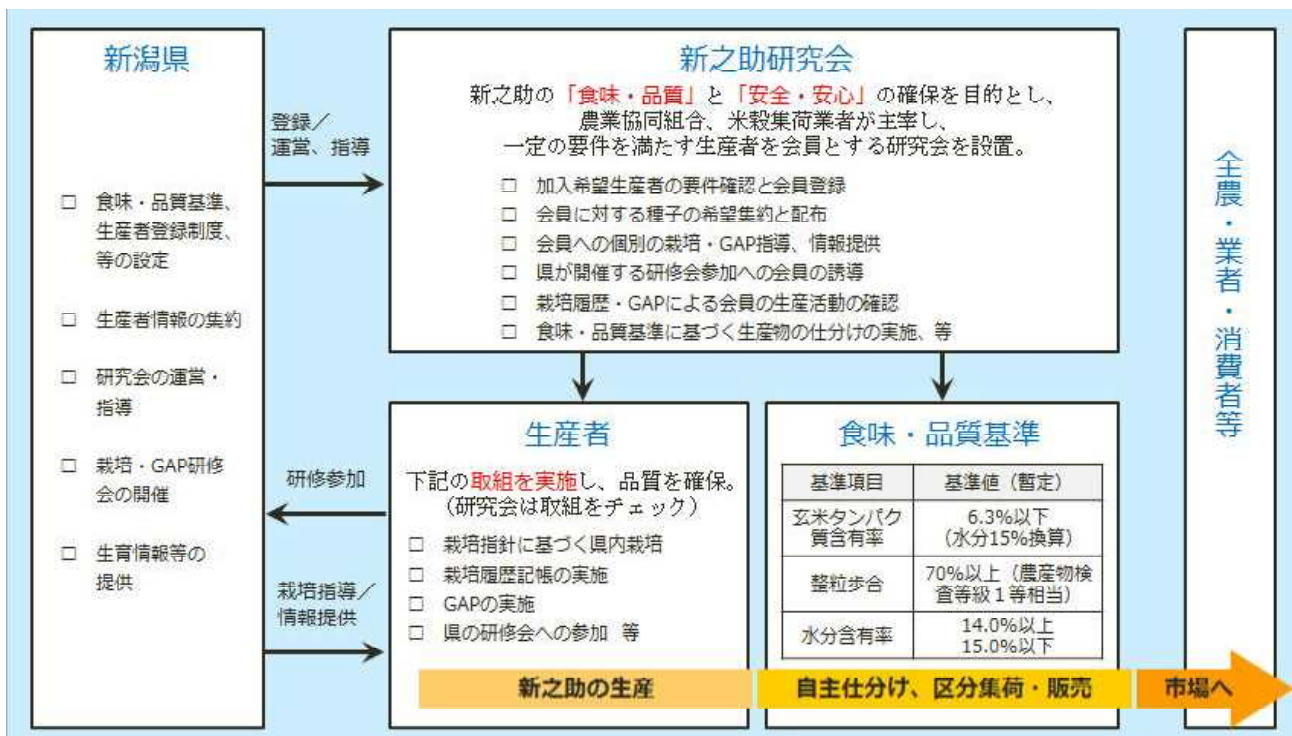 新潟県
□ 食味・品質基準、
生産者登録制度、
等の設定
□ 生産者情報の集約
□ 研究会の運営・
指導
□ 栽培・GAP研修
会の開催
□ 生育情報等の
提供
登録／
運営、指導
新之助研究会
新之助の「食味・品質」と「安全・安心」の確保を目的とし、
農業協同組合、米穀集荷業者が主宰し、
一定の要件を満たす生産者を会員とする研究会を設置。
□ 加入希望生産者の要件確認と会員登録
□ 会員に対する種子の希望集約と配布
□ 会員への個別の栽培・GAP指導、情報提供
□ 県が開催する研修会参加への会員の誘導
□ 栽培履歴・GAPによる会員の生産活動の確認
□ 食味・品質基準に基づく生産物の仕分けの実施、等
研修参加
栽培指導／
情報提供
生産者
下記の取組を実施し、品質を確保。
（研究会は取組をチェック）
□ 栽培指針に基づく県内栽培
□ 栽培履歴記帳の実施
□ GAPの実施
□ 県の研修会への参加 等
食味・品質基準
基準項目 基準値（暫定）
玄米タンパク
質含有率
6.3%以下
（水分15%換算）
整粒歩合
70%以上（農産物検
査等級１等相当）
水分含有率
14.0%以上
15.0%以下
全農・業者・消費者等
新之助の生産
自主仕分け、区分集荷・販売
市場へ